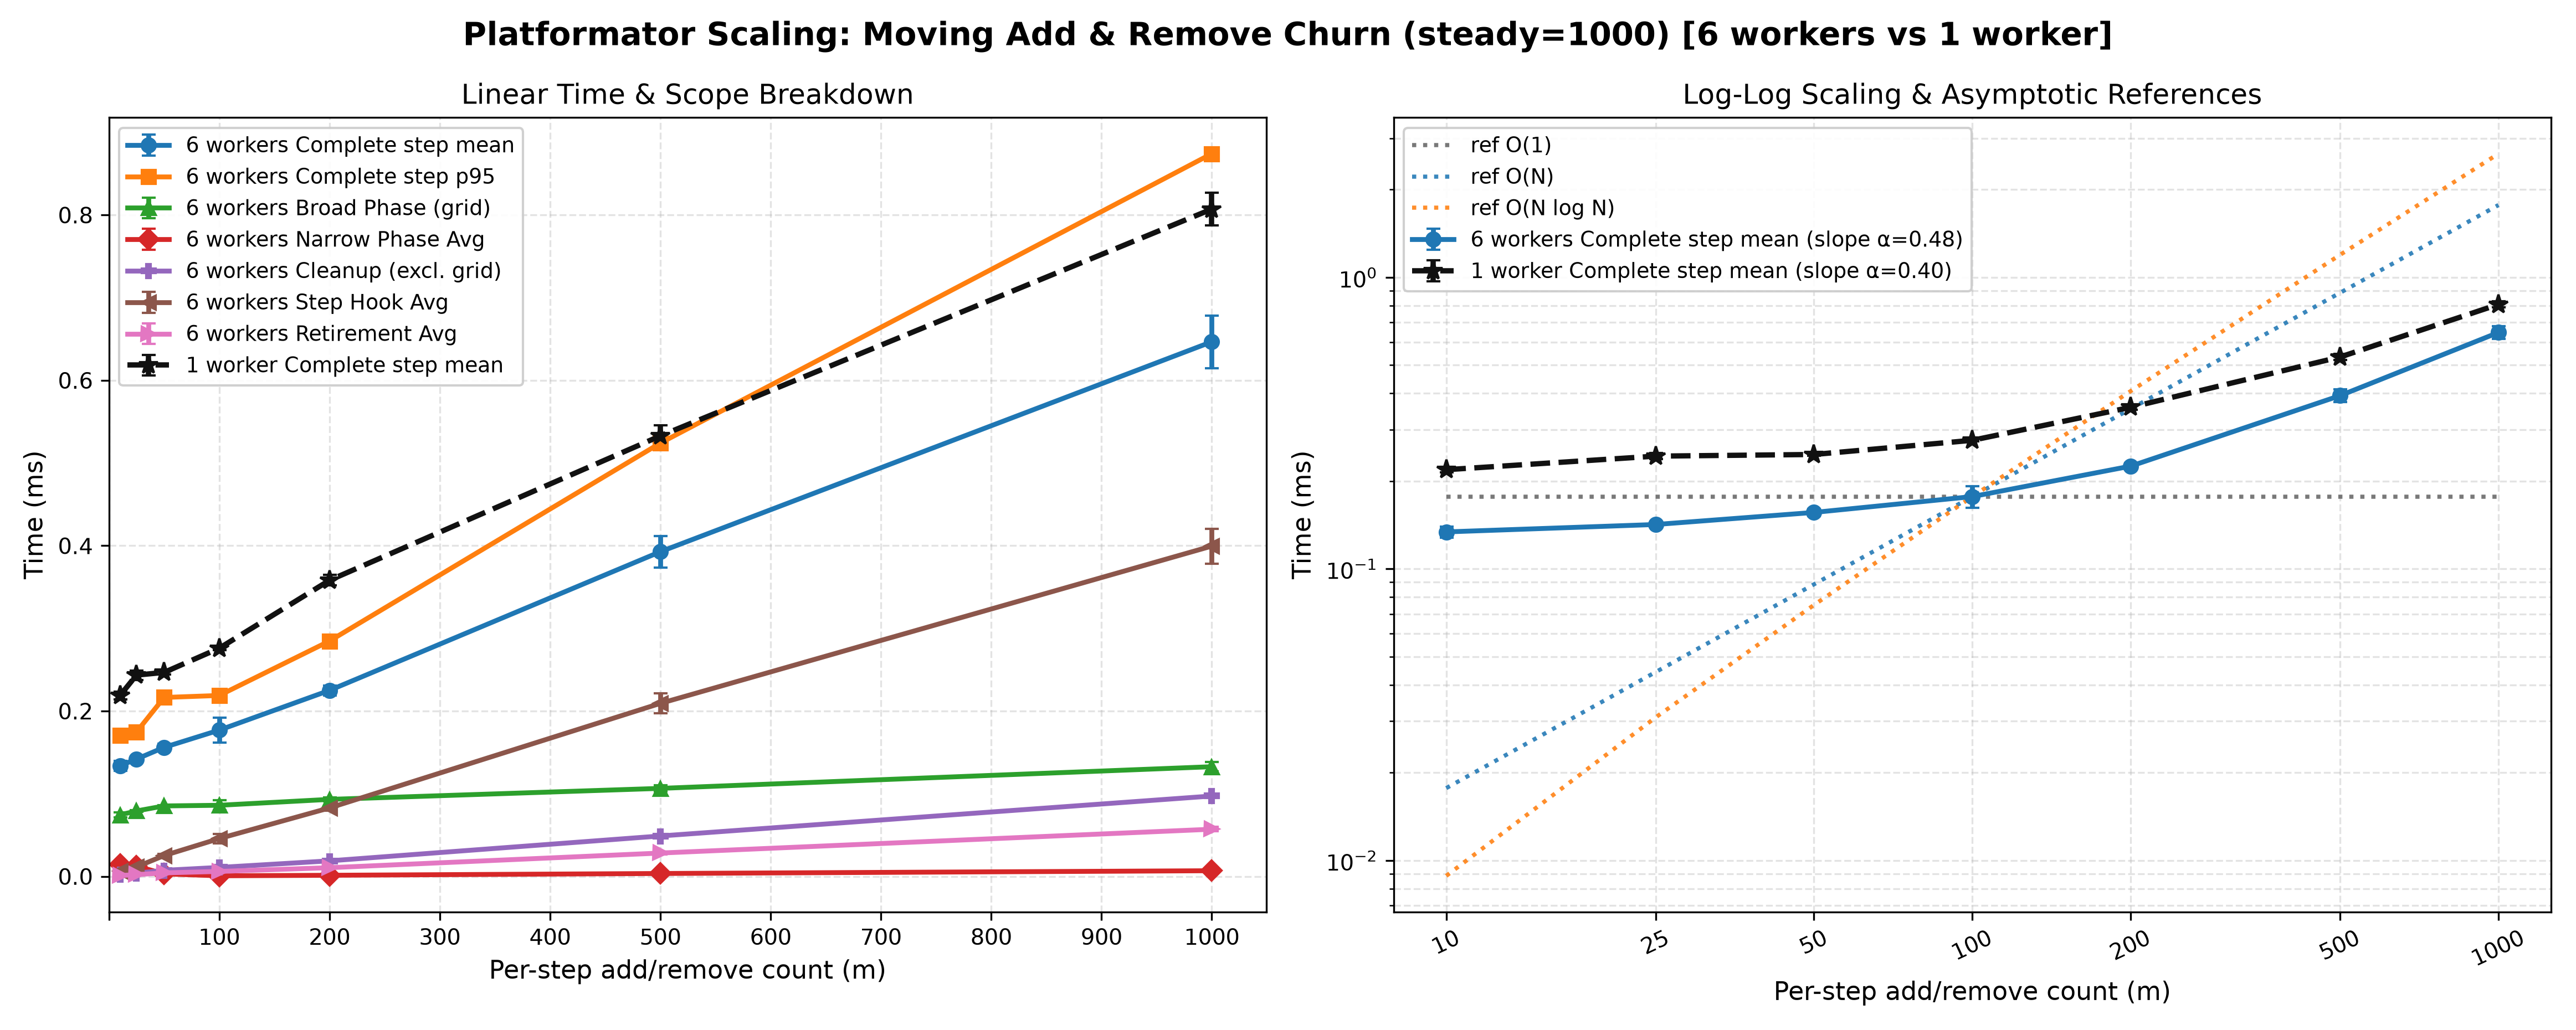 Platformator Scaling: Moving Add & Remove Churn (steady=1000) [6 workers vs 1 worker]
Linear Time & Scope Breakdown
6 workers Complete step mean
6 workers Complete step p95
6 workers Broad Phase (grid)
6 workers Narrow Phase Avg
6 workers Cleanup (excl. grid)
6 workers Step Hook Avg
6 workers Retirement Avg
1 worker Complete step mean
Time (ms)
0.8
0.6
0.4
0.2
0.0
100 200 300 400 500 600 700 800 900 1000
Per-step add/remove count (m)
Log-Log Scaling & Asymptotic References
ref O(1)
ref O(N)
ref O(N log N)
6 workers Complete step mean (slope α=0.48)
1 worker Complete step mean (slope α=0.40)
Time (ms)
10⁰
10⁻¹
10⁻²
10 25 50 100 200 500 1000
Per-step add/remove count (m)